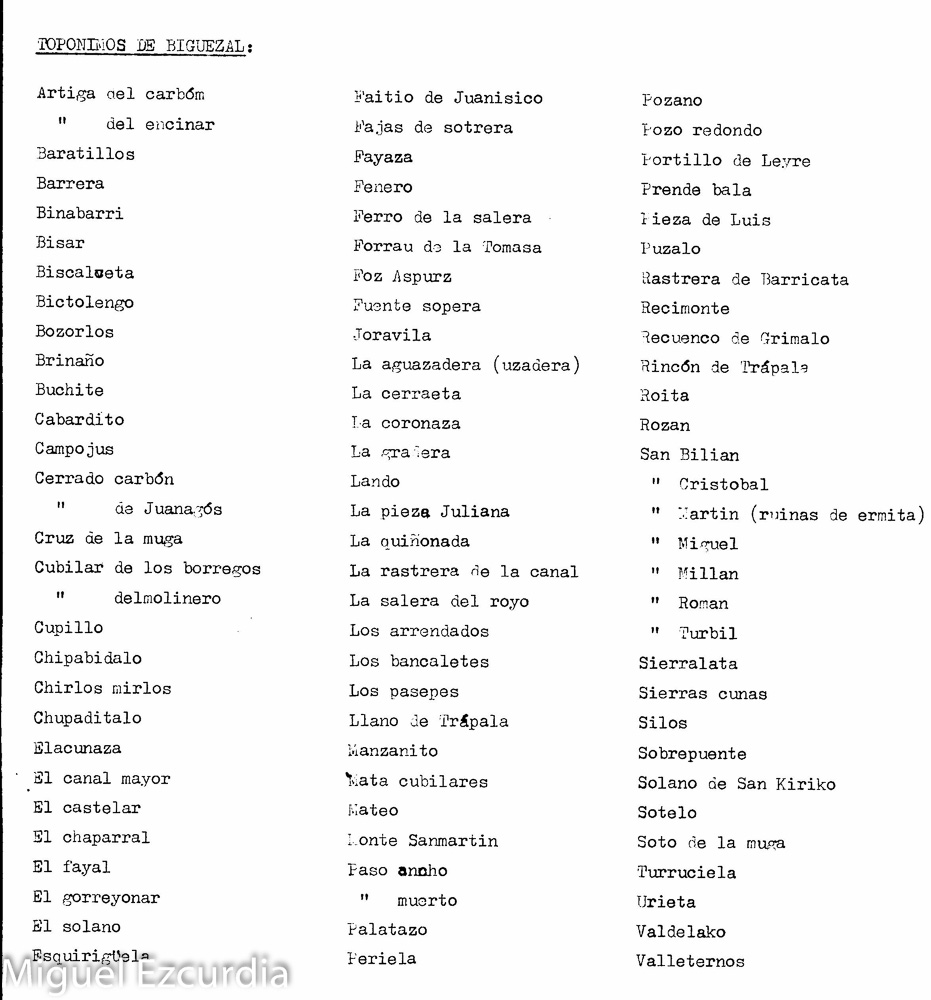 TOPONIMOS DE BIGUEZAL:
Artiga del carbóm
" del encinar
Baratillos
Barrera
Binabarri
Bisar
Biscalueta
Bictolengo
Bozorlos
Brinaño
Buchite
Cabardito
Campojus
Cerrado carbón
" de Juanagós
Cruz de la muga
Cubilar de los borregos
" delmolinero
Cupillo
Chipabidalo
Chirlos mirlos
Chupaditalo
Elacunaza
El canal mayor
El castelar
El chaparral
El fayal
El gorreyonar
El solano
Esquirigüela
Faitio de Juanisico
Fajas de sotrera
Fayaza
Fenero
Ferro de la salera
Forrau de la Tomasa
Foz Aspurz
Fuente sopera
Joravila
La aguazadera (uzadera)
La cerraeta
La coronaza
La
Lando
La pieza Juliana
La quiñonada
La rastrera de la canal
La salera del royo
Los arrendados
Los bancaletes
Los pasepes
Llano de Trápala
Manzanito
Mata cubilares
Mateo
Monte Sanmartin
Paso
" muerto
Palatazo
Periela
Pozano
Pozo redondo
Portillo de Leyre
Prende bala
Pieza de Luis
Puzalo
Rastrera de Barricata
Recimonte
Recuenco de Grimalo
Rincón de Trápala
Roita
Rozan
San Bilian
" Cristobal
" Martin (ruinas de ermita)
" Miguel
" Millan
" Roman
" Turbil
Sierralata
Sierras cunas
Silos
Sobrepuente
Solano de San Kiriko
Sotelo
Soto de la muga
Turruciela
Urieta
Valdelako
Valleternos
Miguel Ezcurdia